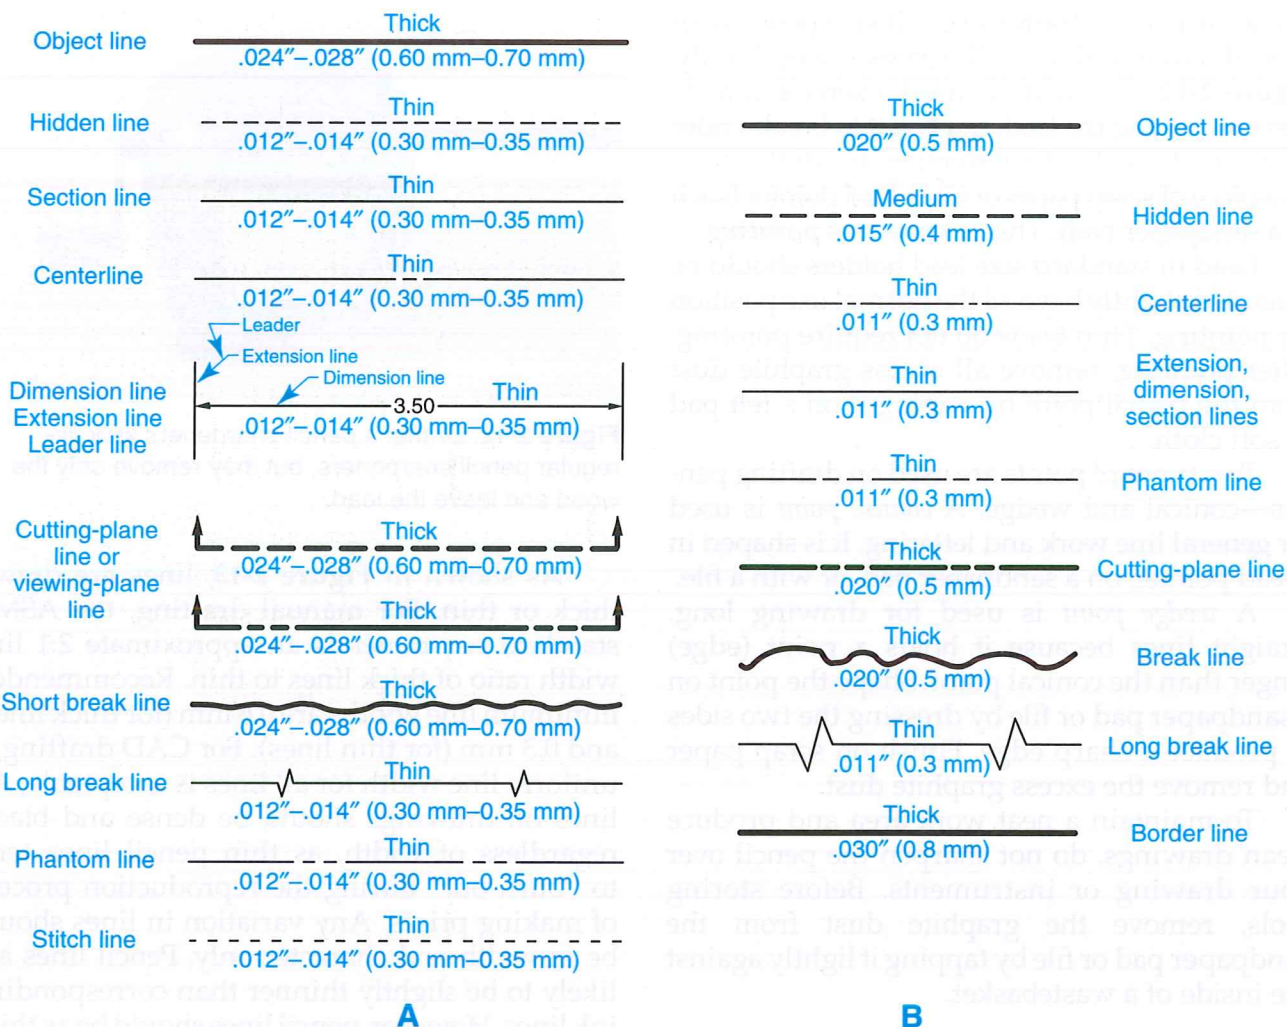 Object line
Thick
.024″–.028″ (0.60 mm–0.70 mm)
Hidden line
Thin
.012″–.014″ (0.30 mm–0.35 mm)
Section line
Thin
.012″–.014″ (0.30 mm–0.35 mm)
Centerline
Thin
.012″–.014″ (0.30 mm–0.35 mm)
Leader
Extension line
Dimension line
Dimension line
Extension line
Leader line
Thin
3.50
.012″–.014″ (0.30 mm–0.35 mm)
Cutting-plane
line or
viewing-plane
line
Thick
.024″–.028″ (0.60 mm–0.70 mm)
Thick
.024″–.028″ (0.60 mm–0.70 mm)
Short break line
Thick
.024″–.028″ (0.60 mm–0.70 mm)
Long break line
Thin
.012″–.014″ (0.30 mm–0.35 mm)
Phantom line
Thin
.012″–.014″ (0.30 mm–0.35 mm)
Stitch line
Thin
.012″–.014″ (0.30 mm–0.35 mm)
A
Thick
.020″ (0.5 mm)
Object line
Medium
.015″ (0.4 mm)
Hidden line
Thin
.011″ (0.3 mm)
Centerline
Thin
.011″ (0.3 mm)
Extension,
dimension,
section lines
Thin
.011″ (0.3 mm)
Phantom line
Thick
.020″ (0.5 mm)
Cutting-plane line
Thick
.020″ (0.5 mm)
Break line
Thin
.011″ (0.3 mm)
Long break line
Thick
.030″ (0.8 mm)
Border line
B